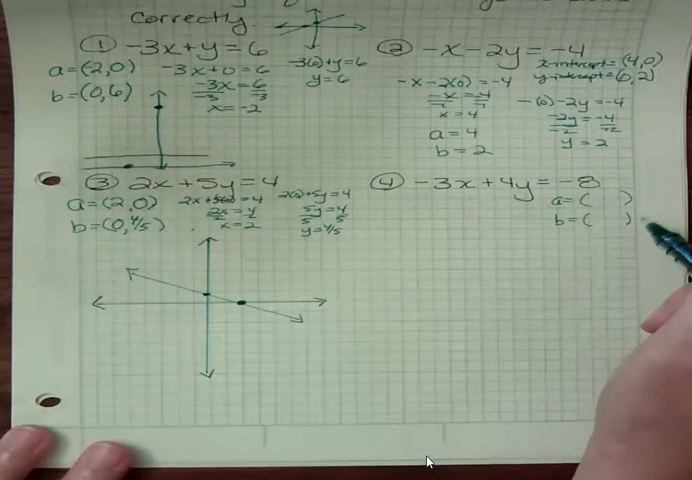 correctly.
① -3x+y=6
a=(2,0)
b=(0,6)
-3x+0=6
-3x=6
-3 -3
x=-2
-3(0)+y=6
y=6
② -x-2y=-4
x-intercept=(4,0)
y-intercept=(0,2)
-x-2(0)=-4
-x=-4
-1 -1
x=4
a=4
b=2
-(0)-2y=-4
-2y=-4
-2 -2
y=2
③ 2x+5y=4
a=(2,0)
b=(0,4/5)
2x+5(0)=4
2x=4
2 2
x=2
2(0)+5y=4
5y=4
5 5
y=4/5
④ -3x+4y=-8
a=( )
b=( )